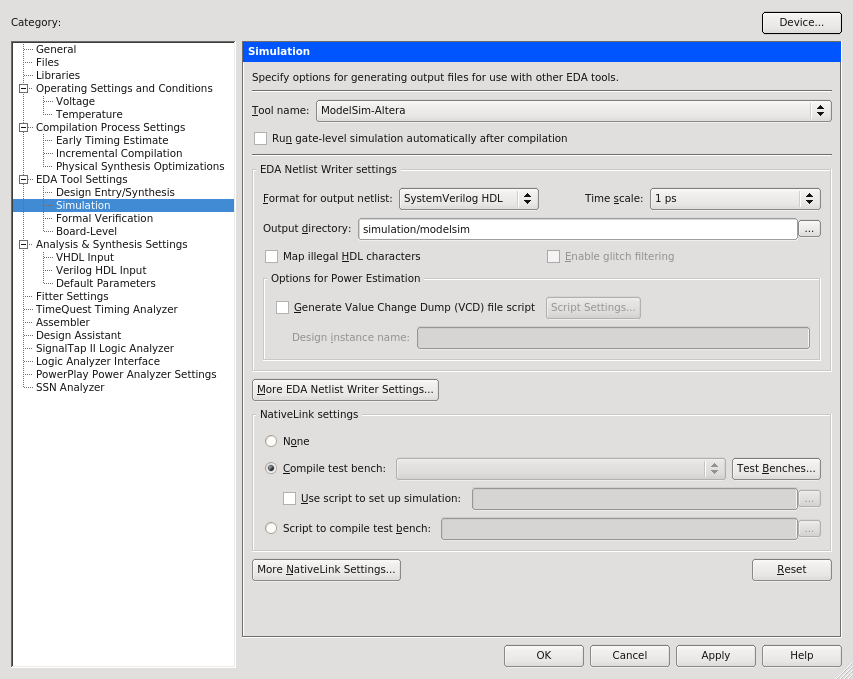 Category:
Device...
General
Files
Libraries
Operating Settings and Conditions
Voltage
Temperature
Compilation Process Settings
Early Timing Estimate
Incremental Compilation
Physical Synthesis Optimizations
EDA Tool Settings
Design Entry/Synthesis
Simulation
Formal Verification
Board-Level
Analysis & Synthesis Settings
VHDL Input
Verilog HDL Input
Default Parameters
Fitter Settings
TimeQuest Timing Analyzer
Assembler
Design Assistant
SignalTap II Logic Analyzer
Logic Analyzer Interface
PowerPlay Power Analyzer Settings
SSN Analyzer
Simulation
Specify options for generating output files for use with other EDA tools.
Tool name: ModelSim-Altera
Run gate-level simulation automatically after compilation
EDA Netlist Writer settings
Format for output netlist: SystemVerilog HDL Time scale: 1 ps
Output directory: simulation/modelsim ...
Map illegal HDL characters Enable glitch filtering
Options for Power Estimation
Generate Value Change Dump (VCD) file script Script Settings...
Design instance name:
More EDA Netlist Writer Settings...
NativeLink settings
None
Compile test bench: Test Benches...
Use script to set up simulation: ...
Script to compile test bench: ...
More NativeLink Settings... Reset
OK Cancel Apply Help